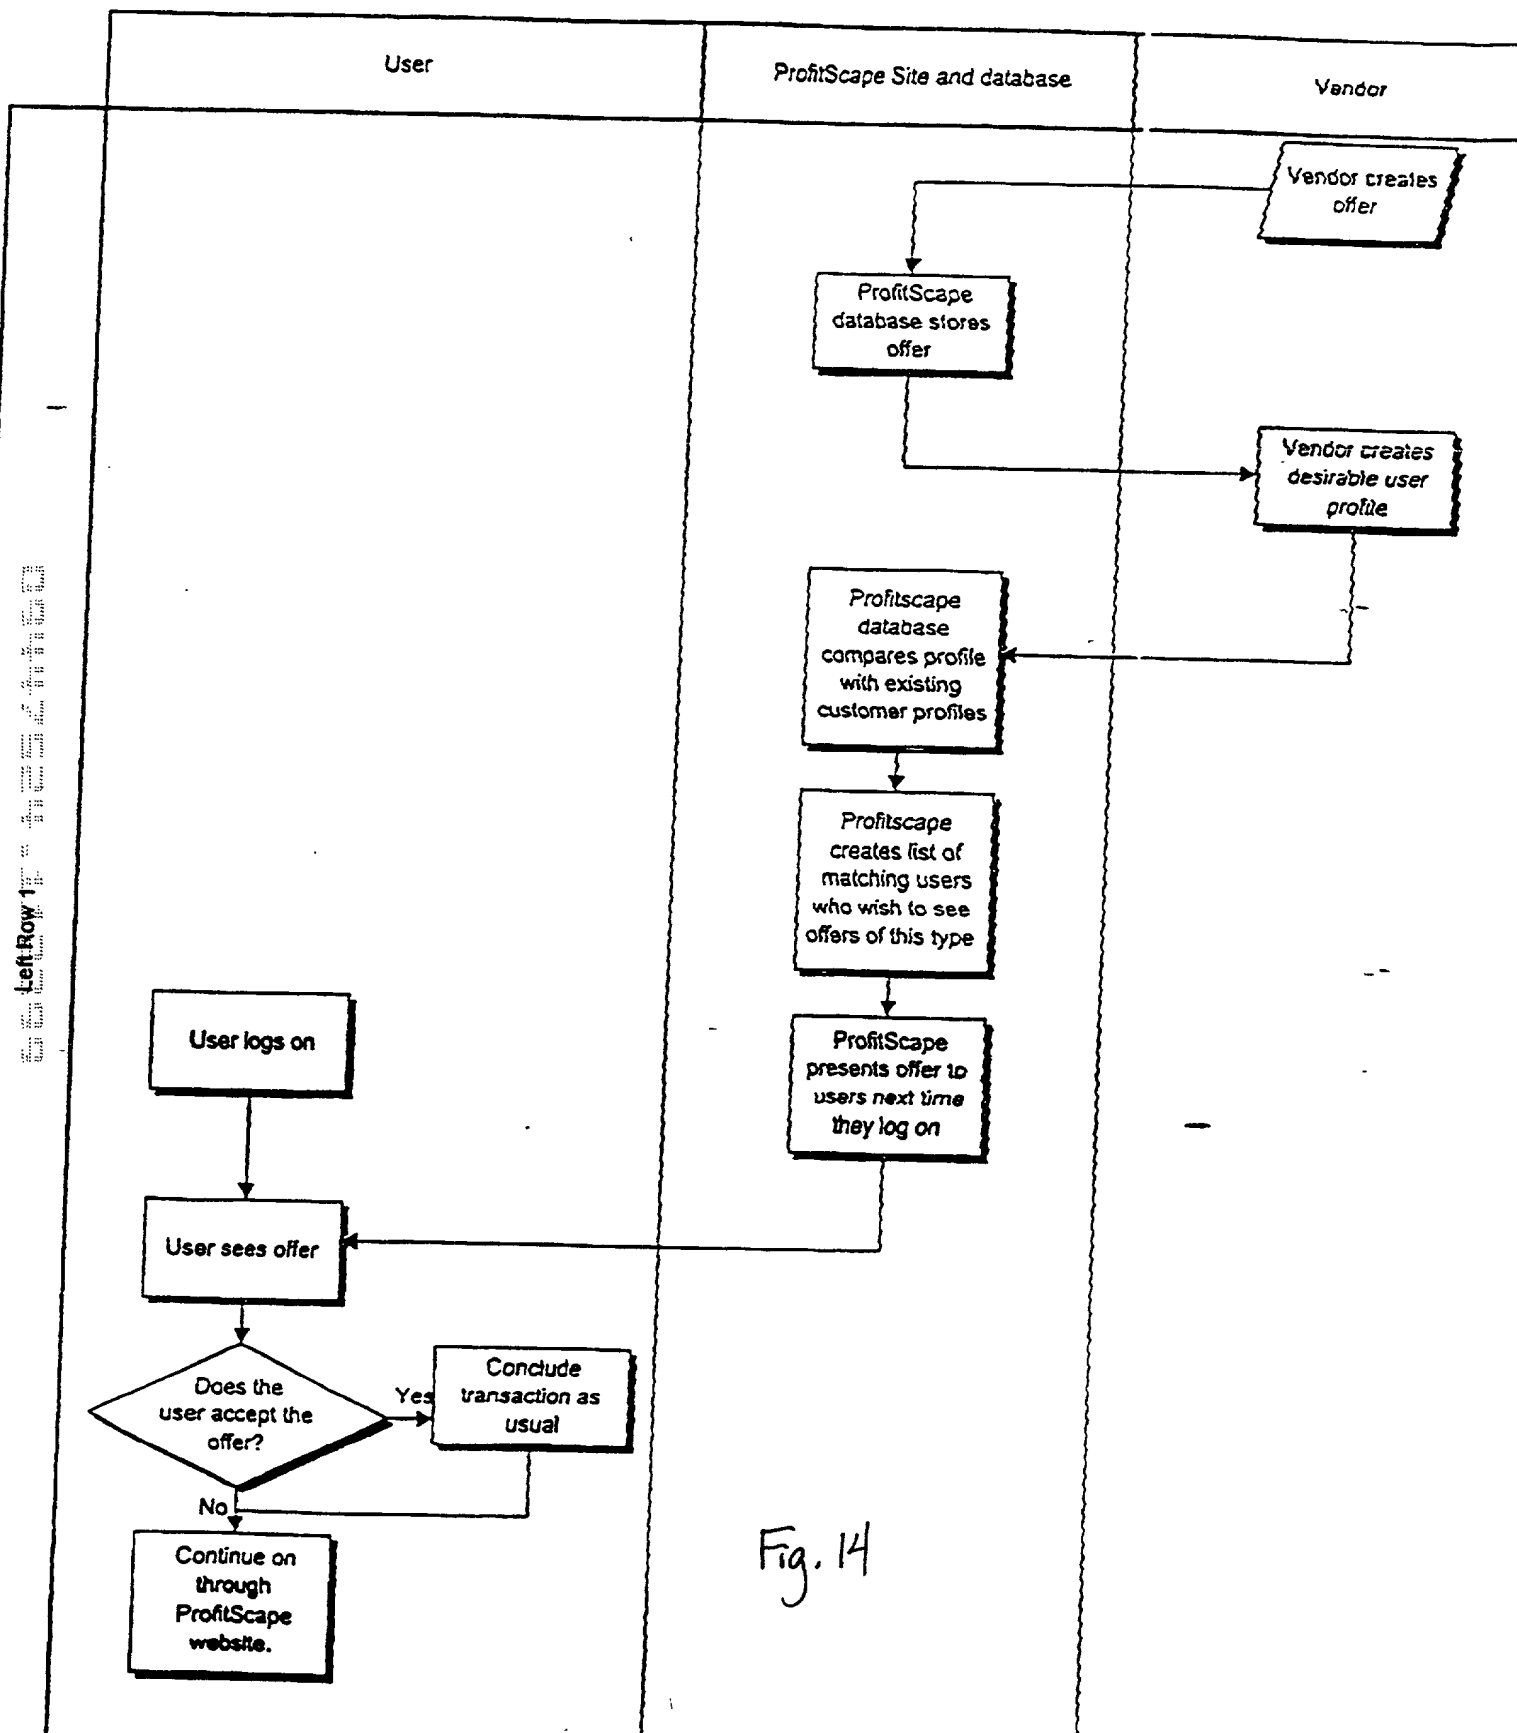 User
ProfitScape Site and database
Vendor
Vendor creates
offer
ProfitScape
database stores
offer
Vendor creates
desirable user
profile
Profitscape
database
compares profile
with existing
customer profiles
Profitscape
creates list of
matching users
who wish to see
offers of this type
Left Row 1
User logs on
ProfitScape
presents offer to
users next time
they log on
User sees offer
Does the
user accept the
offer?
Yes
Conclude
transaction as
usual
No
Continue on
through
ProfitScape
website.
Fig. 14